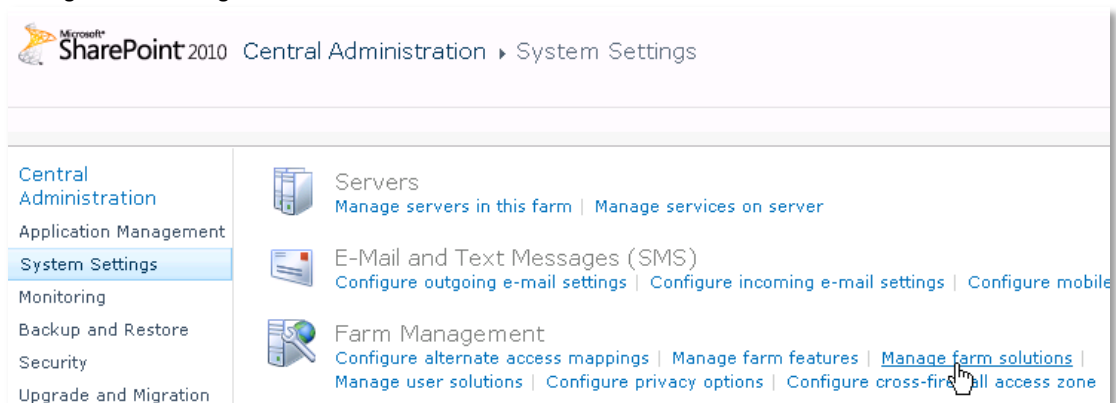 Microsoft®
SharePoint 2010 Central Administration ▸ System Settings
Central
Administration
Application Management
System Settings
Monitoring
Backup and Restore
Security
Upgrade and Migration
Servers
Manage servers in this farm | Manage services on server
E-Mail and Text Messages (SMS)
Configure outgoing e-mail settings | Configure incoming e-mail settings | Configure mobile
Farm Management
Configure alternate access mappings | Manage farm features | Manage farm solutions |
Manage user solutions | Configure privacy options | Configure access zone